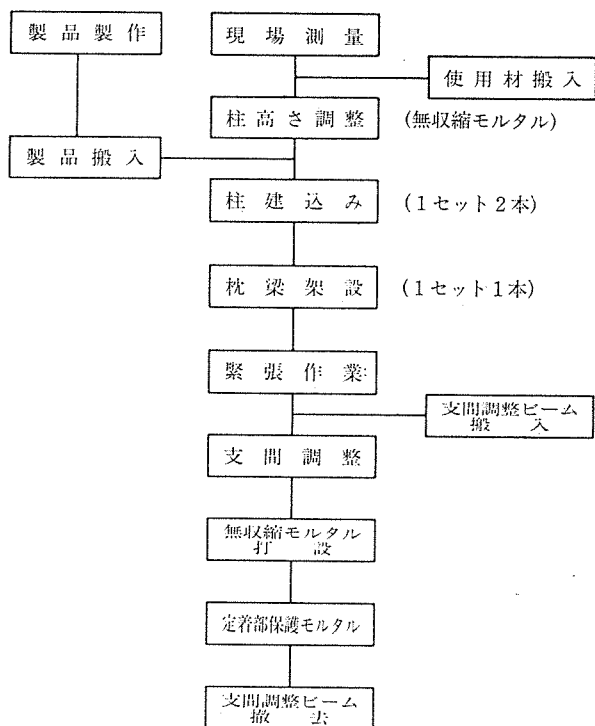 製品製作
現場測量
使用材搬入
柱高さ調整
(無収縮モルタル)
製品搬入
柱建込み
(1セット2本)
枕梁架設
(1セット1本)
緊張作業
支間調整ビーム
搬入
支間調整
無収縮モルタル
打設
定着部保護モルタル
支間調整ビーム
撤去